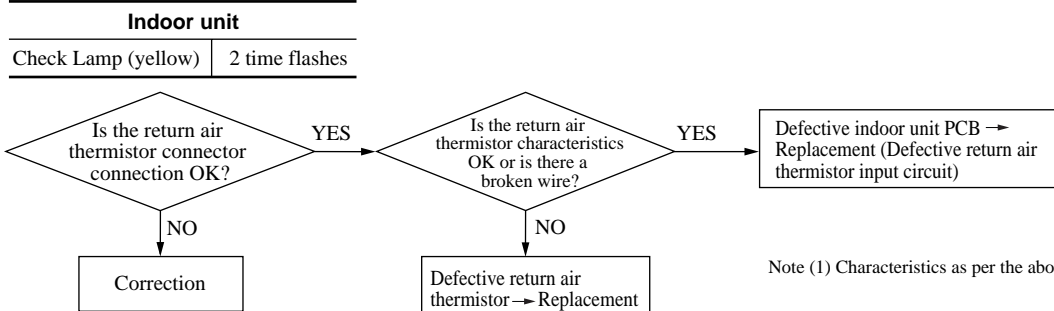 Indoor unit
Check Lamp (yellow) 2 time flashes
Is the return air
thermistor connector
connection OK?
YES
Is the return air
thermistor characteristics
OK or is there a
broken wire?
YES
Defective indoor unit PCB →
Replacement (Defective return air
thermistor input circuit)
NO
NO
Correction
Defective return air
thermistor → Replacement
Note (1) Characteristics as per the